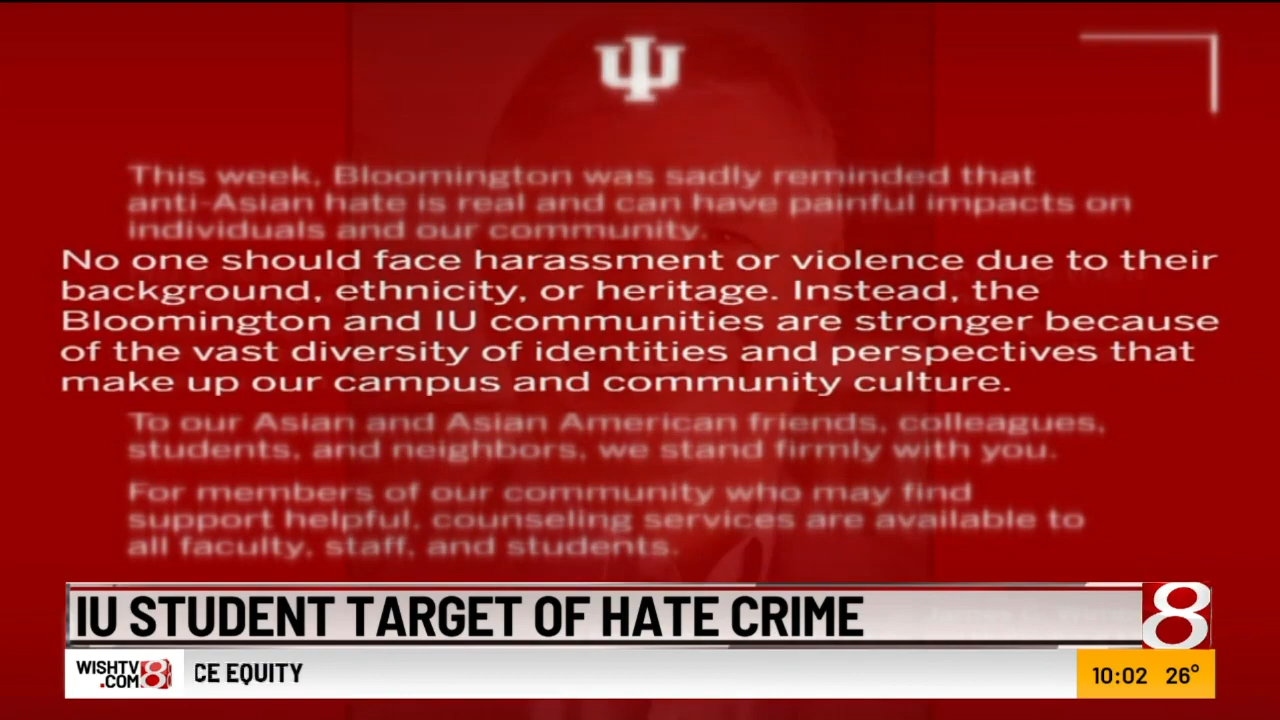 This week, Bloomington was sadly reminded that
anti-Asian hate is real and can have painful impacts on
individuals and our community.
No one should face harassment or violence due to their
background, ethnicity, or heritage. Instead, the
Bloomington and IU communities are stronger because
of the vast diversity of identities and perspectives that
make up our campus and community culture.
To our Asian and Asian American friends, colleagues,
students, and neighbors, we stand firmly with you.
For members of our community who may find
support helpful, counseling services are available to
all faculty, staff, and students.
IU STUDENT TARGET OF HATE CRIME
8
WISHTV
.COM 8
CE EQUITY
10:02 26°